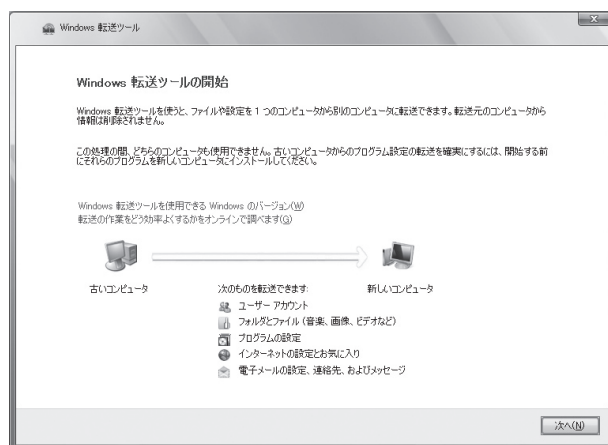 Windows 転送ツール
Windows 転送ツールの開始
Windows 転送ツールを使うと、ファイルや設定を 1 つのコンピュータから別のコンピュータに転送できます。転送元のコンピュータから
情報は削除されません。
この処理の間、どちらのコンピュータも使用できません。古いコンピュータからのプログラム設定の転送を確実にするには、開始する前
にそれらのプログラムを新しいコンピュータにインストールしてください。
Windows 転送ツールを使用できる Windows のバージョン(W)
転送の作業をどう効率よくするかをオンラインで調べます(G)
古いコンピュータ
次のものを転送できます:
新しいコンピュータ
ユーザー アカウント
フォルダとファイル (音楽、画像、ビデオなど)
プログラムの設定
インターネットの設定とお気に入り
電子メールの設定、連絡先、およびメッセージ
次へ(N)